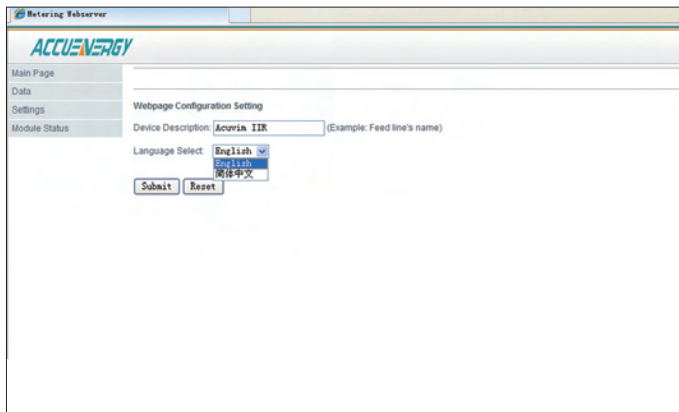 Metering Webserver
ACCUENERGY
Main Page
Data
Settings
Module Status
Webpage Configuration Setting
Device Description: Acuvim IIR (Example: Feed line's name)
Language Select: English
English
简体中文
Submit Reset